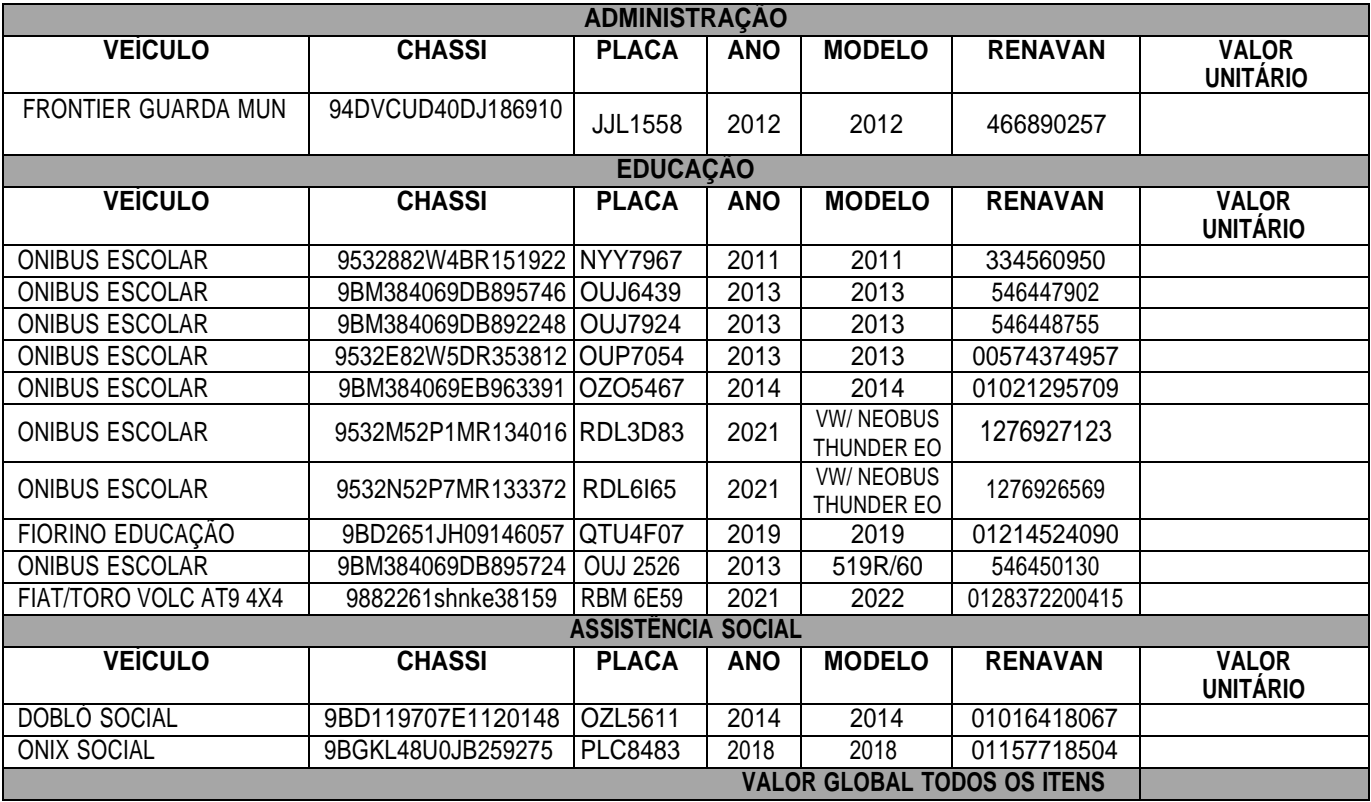 ADMINISTRAÇÃO
VEÍCULO CHASSI PLACA ANO MODELO RENAVAN VALOR UNITÁRIO
FRONTIER GUARDA MUN 94DVCUD40DJ186910 JJL1558 2012 2012 466890257
EDUCAÇÃO
VEÍCULO CHASSI PLACA ANO MODELO RENAVAN VALOR UNITÁRIO
ONIBUS ESCOLAR 9532882W4BR151922 NYY7967 2011 2011 334560950
ONIBUS ESCOLAR 9BM384069DB895746 OUJ6439 2013 2013 546447902
ONIBUS ESCOLAR 9BM384069DB892248 OUJ7924 2013 2013 546448755
ONIBUS ESCOLAR 9532E82W5DR353812 OUP7054 2013 2013 00574374957
ONIBUS ESCOLAR 9BM384069EB963391 OZO5467 2014 2014 01021295709
ONIBUS ESCOLAR 9532M52P1MR134016 RDL3D83 2021 VW/ NEOBUS THUNDER EO 1276927123
ONIBUS ESCOLAR 9532N52P7MR133372 RDL6I65 2021 VW/ NEOBUS THUNDER EO 1276926569
FIORINO EDUCAÇÃO 9BD2651JH09146057 QTU4F07 2019 2019 01214524090
ONIBUS ESCOLAR 9BM384069DB895724 OUJ 2526 2013 519R/60 546450130
FIAT/TORO VOLC AT9 4X4 9882261shnke38159 RBM 6E59 2021 2022 0128372200415
ASSISTÊNCIA SOCIAL
VEÍCULO CHASSI PLACA ANO MODELO RENAVAN VALOR UNITÁRIO
DOBLÔ SOCIAL 9BD119707E1120148 OZL5611 2014 2014 01016418067
ONIX SOCIAL 9BGKL48U0JB259275 PLC8483 2018 2018 01157718504
VALOR GLOBAL TODOS OS ITENS